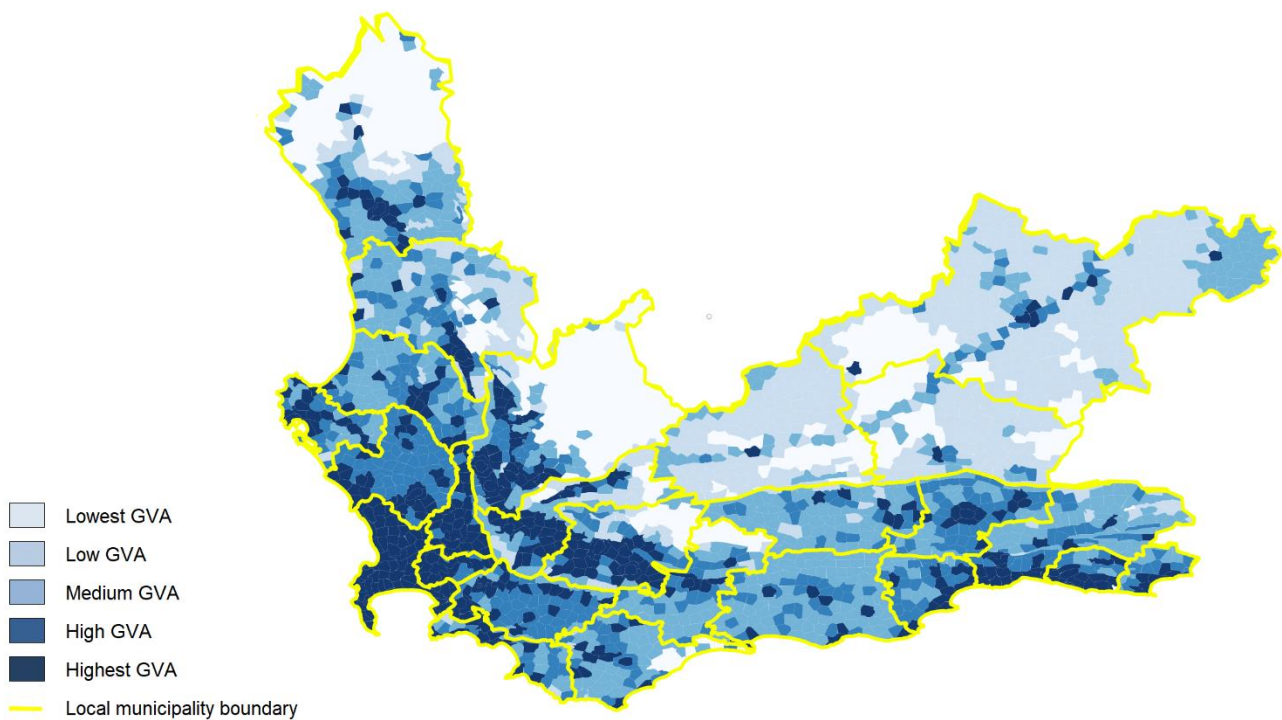 Lowest GVA
Low GVA
Medium GVA
High GVA
Highest GVA
Local municipality boundary